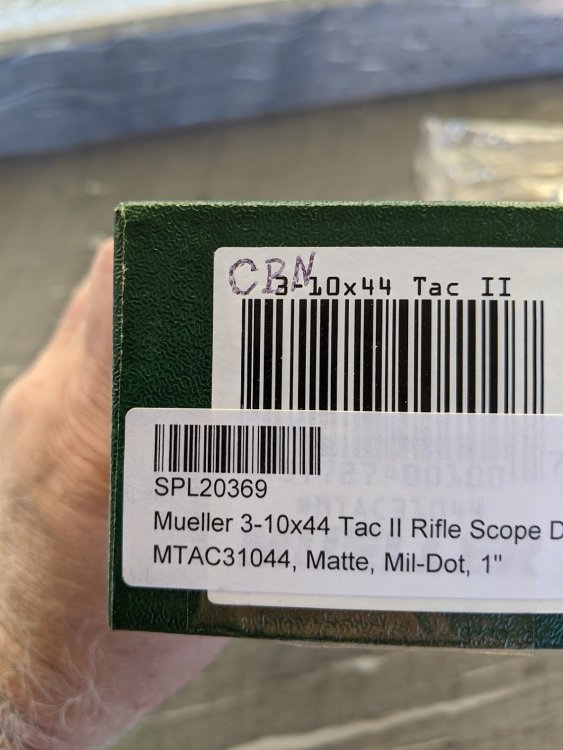 CBN
3-10x44 Tac II
SPL20369
Mueller 3-10x44 Tac II Rifle Scope D
MTAC31044, Matte, Mil-Dot, 1"